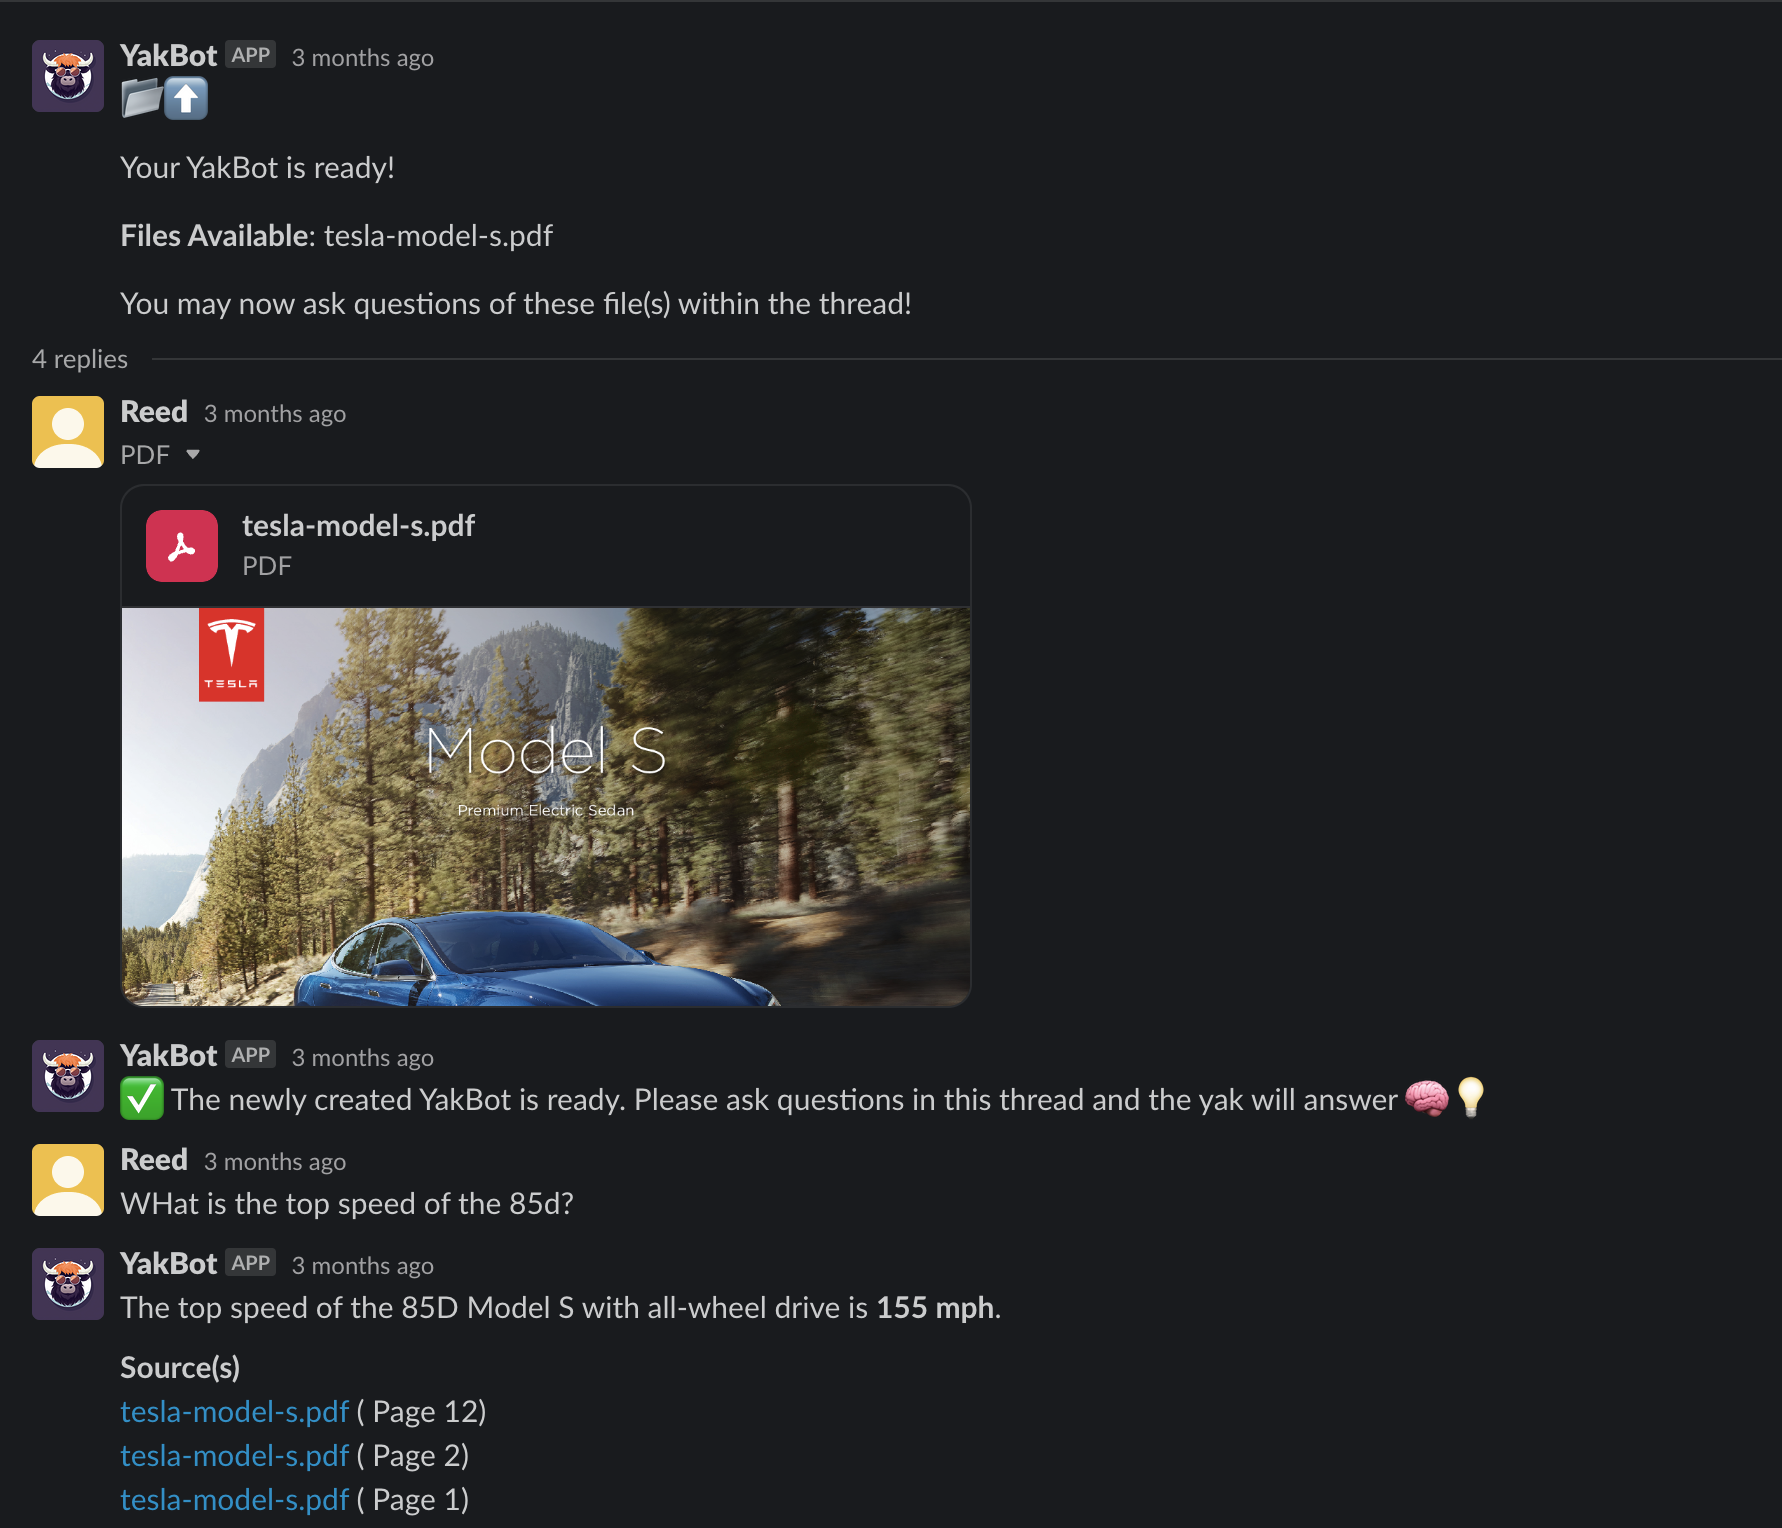 YakBot APP 3 months ago
Your YakBot is ready!
Files Available: tesla-model-s.pdf
You may now ask questions of these file(s) within the thread!
4 replies
Reed 3 months ago
PDF
tesla-model-s.pdf
PDF
TESLA
Model S
Premium Electric Sedan
YakBot APP 3 months ago
The newly created YakBot is ready. Please ask questions in this thread and the yak will answer
Reed 3 months ago
WHat is the top speed of the 85d?
YakBot APP 3 months ago
The top speed of the 85D Model S with all-wheel drive is 155 mph.
Source(s)
tesla-model-s.pdf ( Page 12)
tesla-model-s.pdf ( Page 2)
tesla-model-s.pdf ( Page 1)